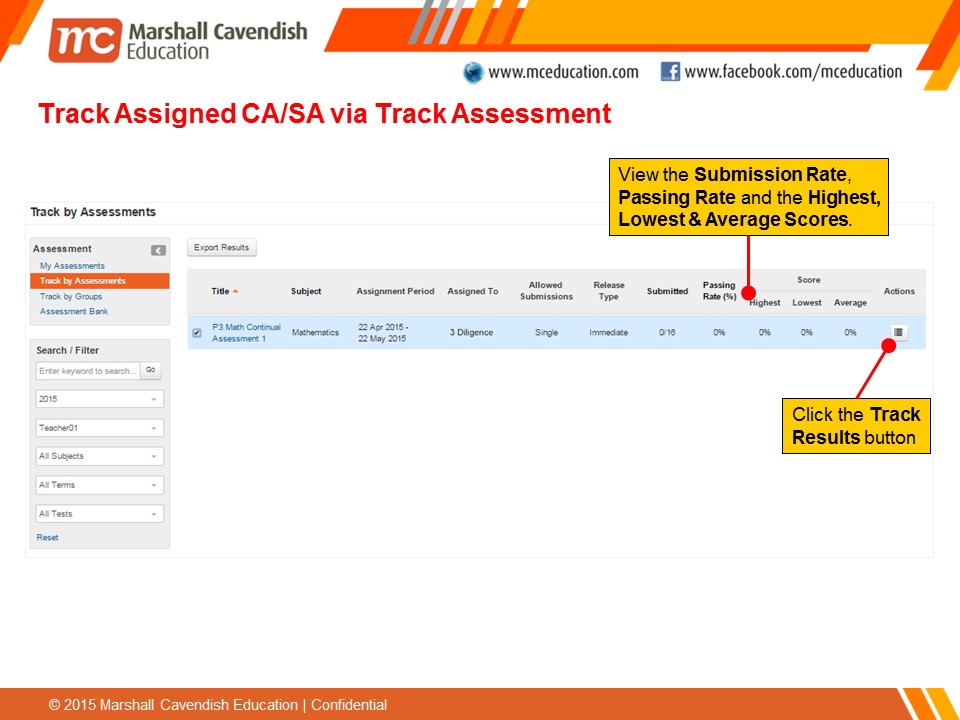 mc Marshall Cavendish
Education
www.mceducation.com
www.facebook.com/mceducation
Track Assigned CA/SA via Track Assessment
View the Submission Rate,
Passing Rate and the Highest,
Lowest & Average Scores.
Track by Assessments
Assessment
My Assessments
Track by Assessments
Track by Groups
Assessment Bank
Search / Filter
Enter keyword to search... Go
2015
Teacher01
All Subjects
All Terms
All Tests
Reset
Export Results
Title Subject Assignment Period Assigned To Allowed Submissions Release Type Submitted Passing Rate (%) Score Highest Lowest Average Actions
P3 Math Continual Mathematics 22 Apr 2015 - 3 Diligence Single Immediate 0/16 0% 0% 0% 0%
Assessment 1 22 May 2015
Click the Track
Results button
© 2015 Marshall Cavendish Education | Confidential